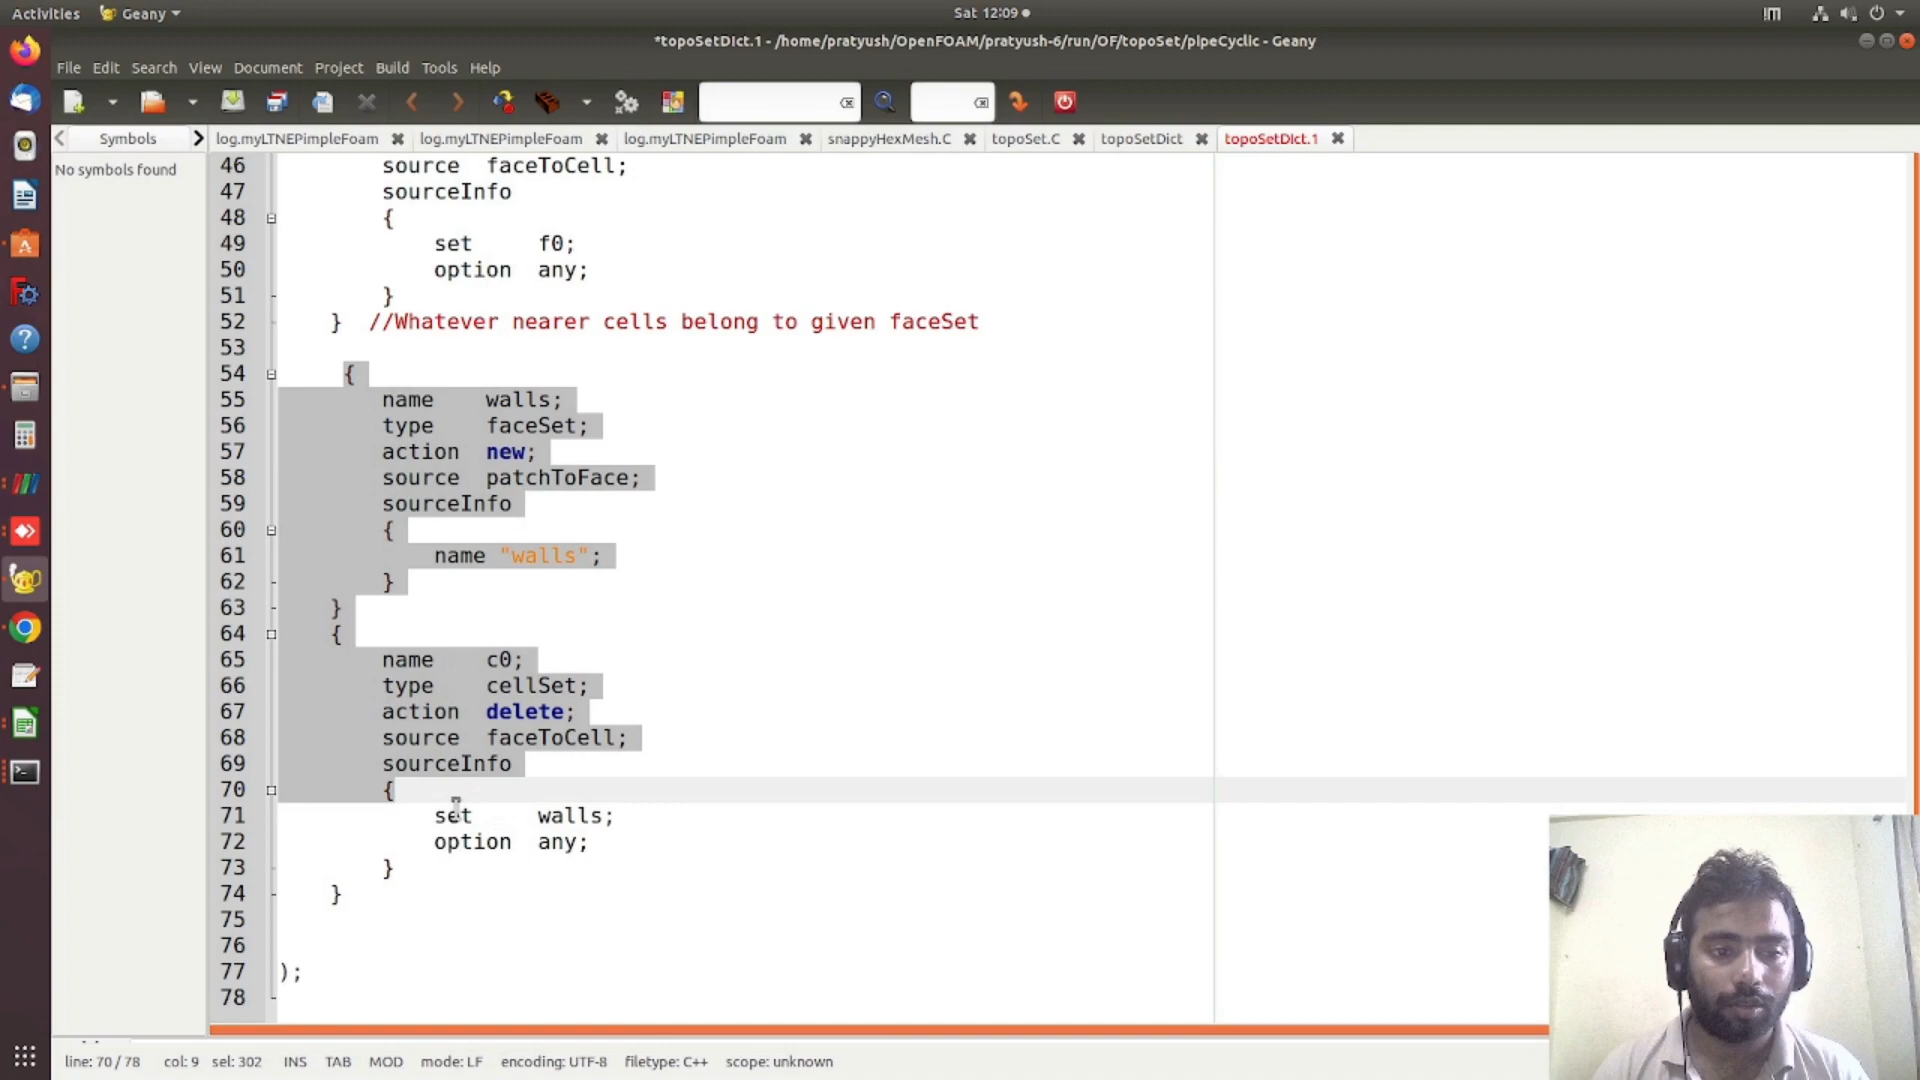 Activities Geany Sat 12:09
*topoSetDIct.1 - /home/pratyush/OpenFOAM/pratyush-6/run/OF/topoSet/pipeCyclic - Geany
File Edit Search View Document Project Build Tools Help
Symbols log.myLTNEPimpleFoam log.myLTNEPimpleFoam log.myLTNEPimpleFoam snappyHexMesh.C topoSet.C topoSetDict topoSetDIct.1
No symbols found
46 source faceToCell;
47 sourceInfo
48 {
49 set f0;
50 option any;
51 }
52 } //Whatever nearer cells belong to given faceSet
53
54 {
55 name walls;
56 type faceSet;
57 action new;
58 source patchToFace;
59 sourceInfo
60 {
61 name "walls";
62 }
63 }
64 {
65 name c0;
66 type cellSet;
67 action delete;
68 source faceToCell;
69 sourceInfo
70 {
71 set walls;
72 option any;
73 }
74 }
75
76
77 );
78
line: 70 / 78 col: 9 sel: 302 INS TAB MOD mode: LF encoding: UTF-8 filetype: C++ scope: unknown